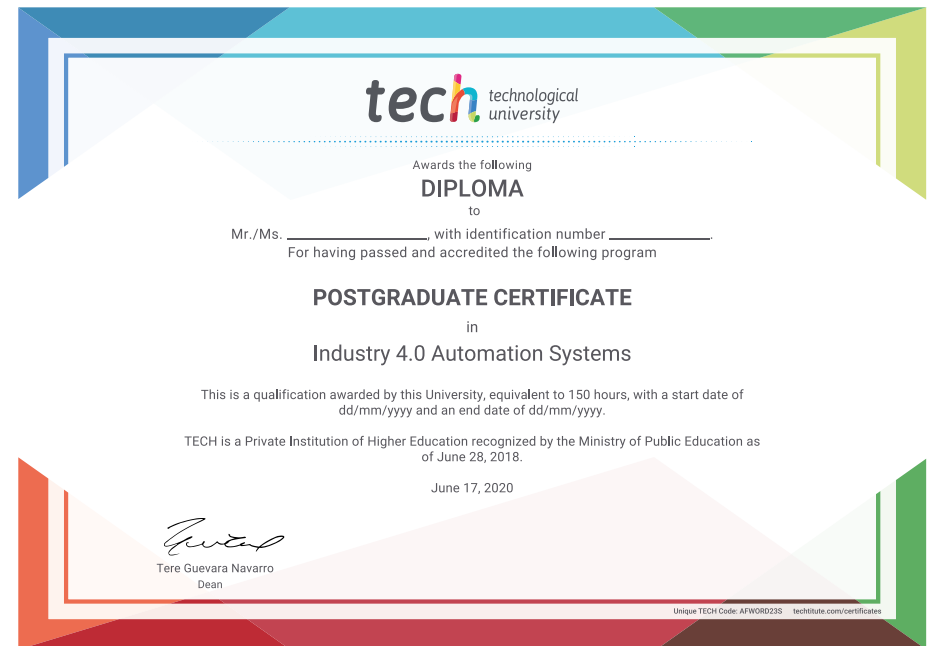 tech technological
university
Awards the following
DIPLOMA
to
Mr./Ms. ____________________, with identification number ______________.
For having passed and accredited the following program
POSTGRADUATE CERTIFICATE
in
Industry 4.0 Automation Systems
This is a qualification awarded by this University, equivalent to 150 hours, with a start date of
dd/mm/yyyy and an end date of dd/mm/yyyy.
TECH is a Private Institution of Higher Education recognized by the Ministry of Public Education as
of June 28, 2018.
June 17, 2020
Tere Guevara Navarro
Dean
Unique TECH Code: AFWORD23S techtitute.com/certificates